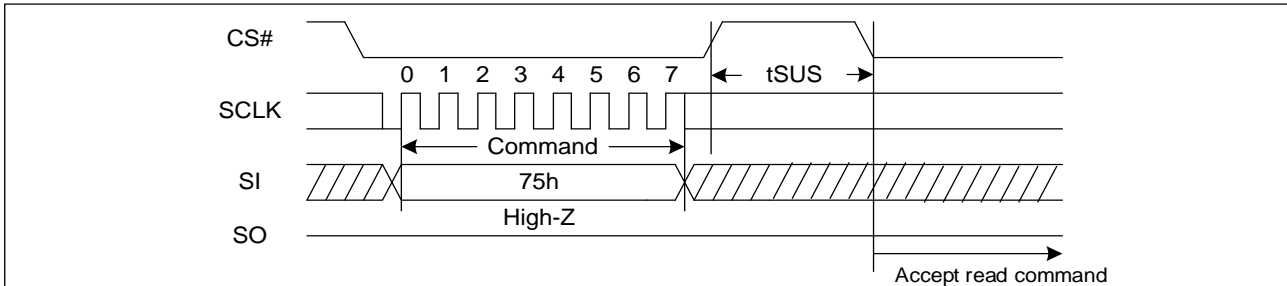 CS#
tSUS
0 1 2 3 4 5 6 7
SCLK
Command
SI
75h
High-Z
SO
Accept read command